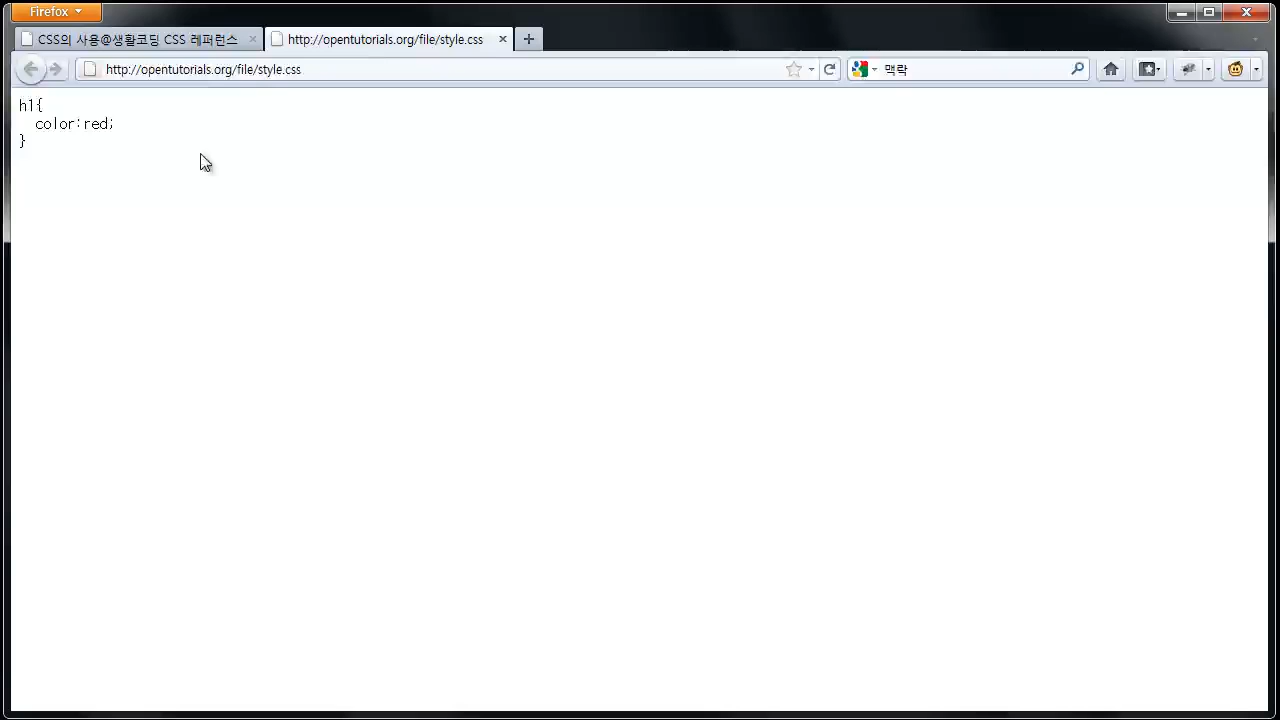 Firefox
CSS의 사용@생활코딩 CSS 레퍼런스
http://opentutorials.org/file/style.css
http://opentutorials.org/file/style.css
맥락
h1{
color:red;
}